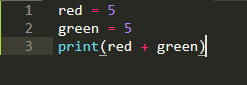 1 red = 5
2 green = 5
3 print(red + green)